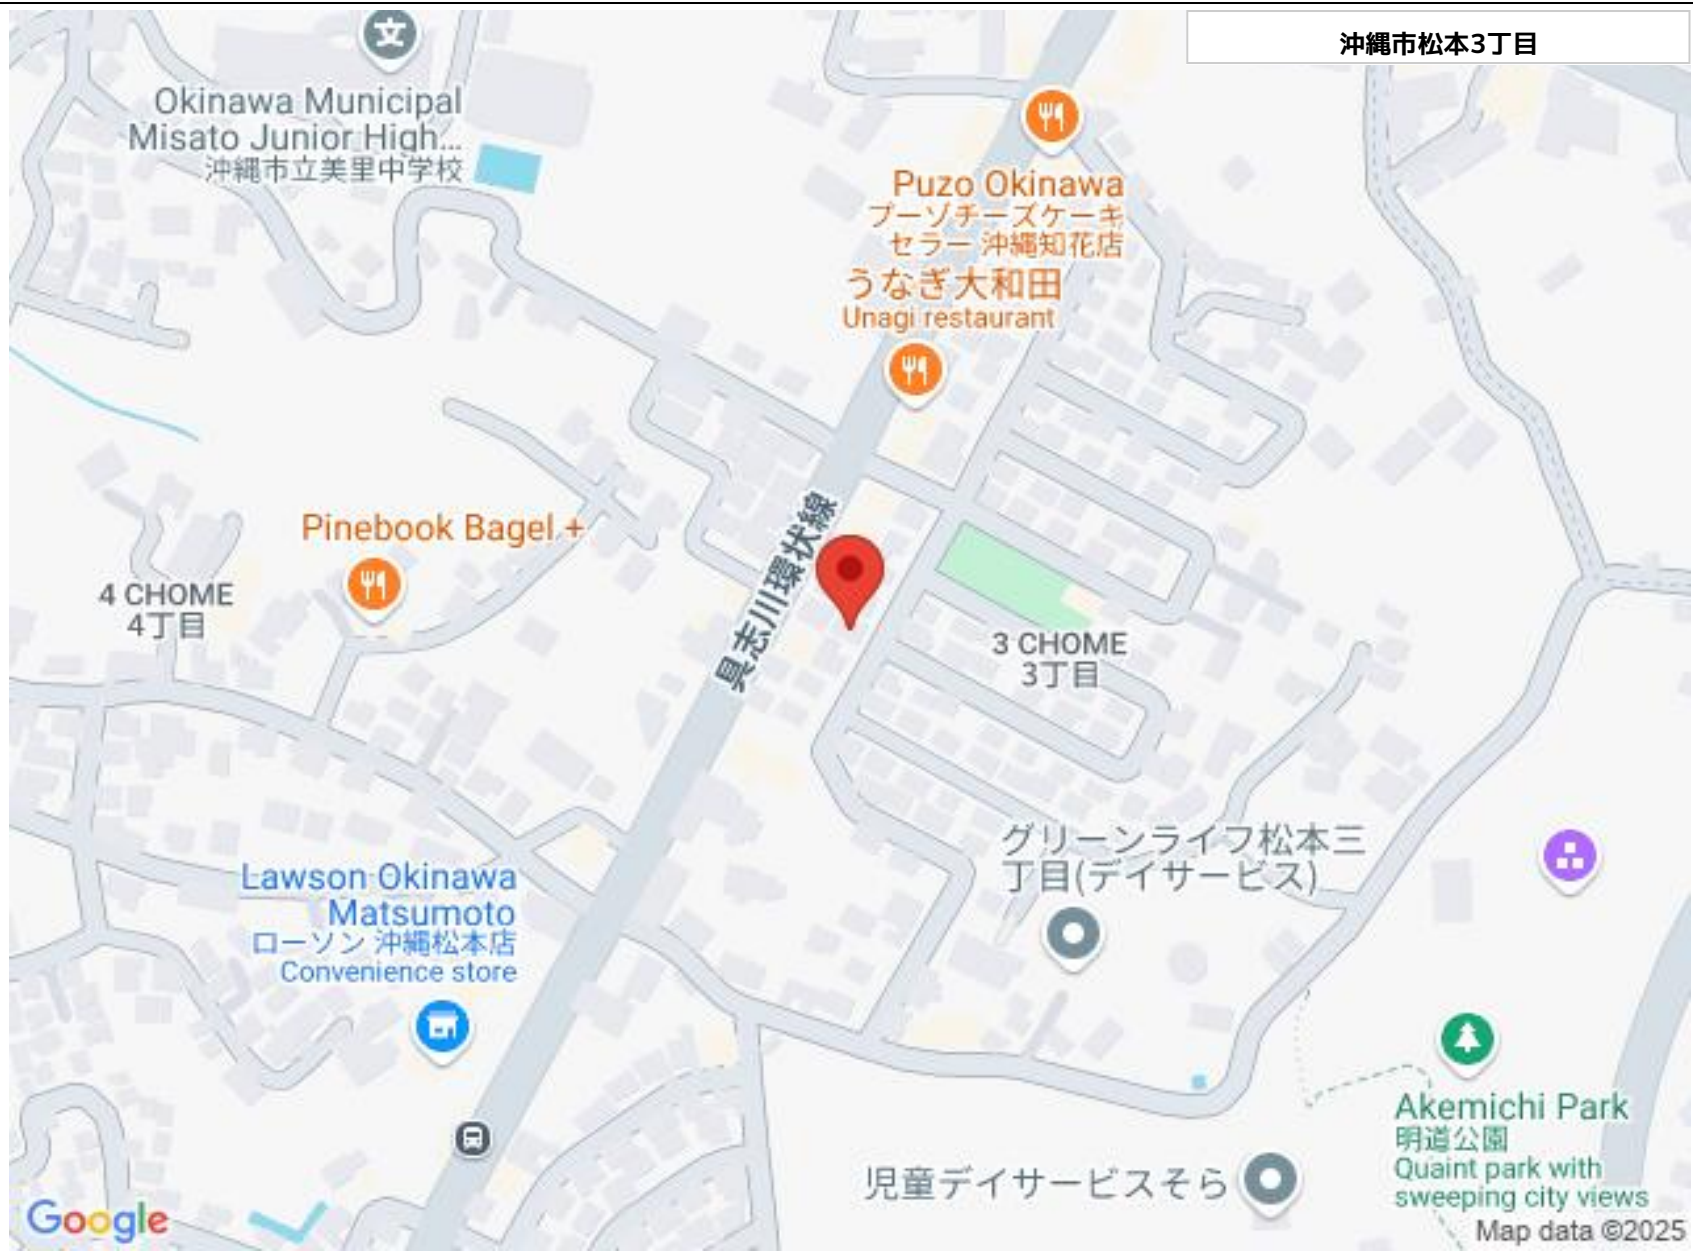 沖縄市松本3丁目
Okinawa Municipal
Misato Junior High...
沖縄市立美里中学校
Puzo Okinawa
プーゾチーズケーキ
セラー 沖縄知花店
うなぎ大和田
Unagi restaurant
具志川環状線
Pinebook Bagel +
4 CHOME
4丁目
3 CHOME
3丁目
グリーンライフ松本三
丁目(デイサービス)
Lawson Okinawa
Matsumoto
ローソン 沖縄松本店
Convenience store
Akemichi Park
明道公園
Quaint park with
sweeping city views
児童デイサービスそら
Google
Map data ©2025
文